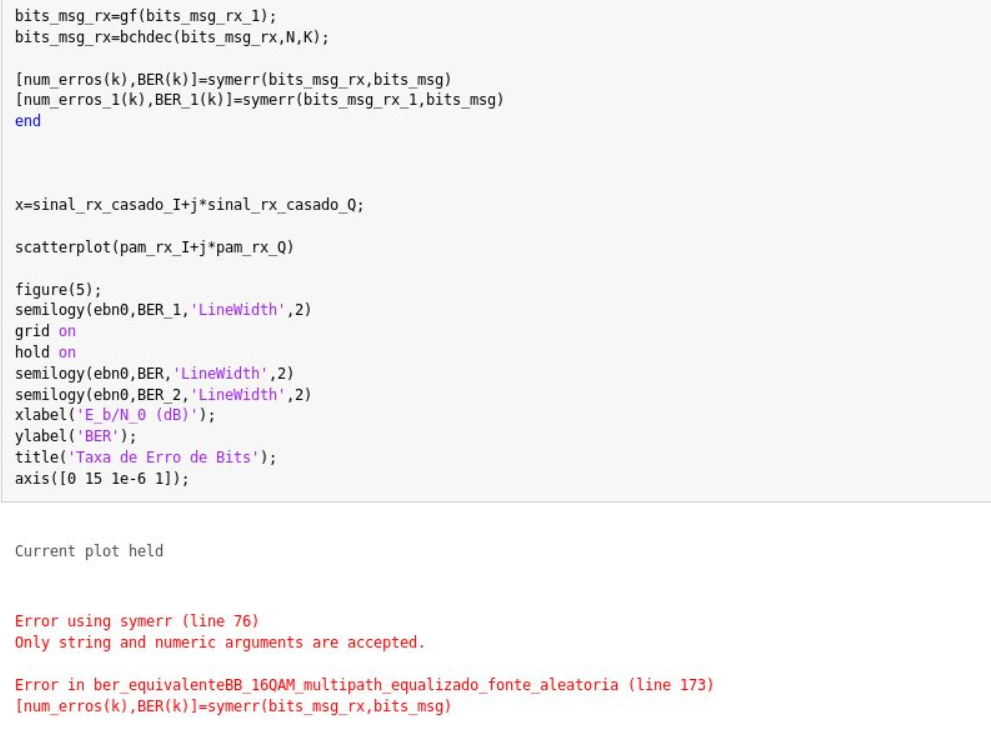 bits_msg_rx=gf(bits_msg_rx_1);
bits_msg_rx=bchdec(bits_msg_rx,N,K);
[num_erros(k),BER(k)]=symerr(bits_msg_rx,bits_msg)
[num_erros_1(k),BER_1(k)]=symerr(bits_msg_rx_1,bits_msg)
end
x=sinal_rx_casado_I+j*sinal_rx_casado_Q;
scatterplot(pam_rx_I+j*pam_rx_Q)
figure(5);
semilogy(ebn0,BER_1,'LineWidth',2)
grid on
hold on
semilogy(ebn0,BER,'LineWidth',2)
semilogy(ebn0,BER_2,'LineWidth',2)
xlabel('E_b/N_0 (dB)');
ylabel('BER');
title('Taxa de Erro de Bits');
axis([0 15 1e-6 1]);
Current plot held
Error using symerr (line 76)
Only string and numeric arguments are accepted.
Error in ber_equivalenteBB_16QAM_multipath_equalizado_fonte_aleatoria (line 173)
[num_erros(k),BER(k)]=symerr(bits_msg_rx,bits_msg)